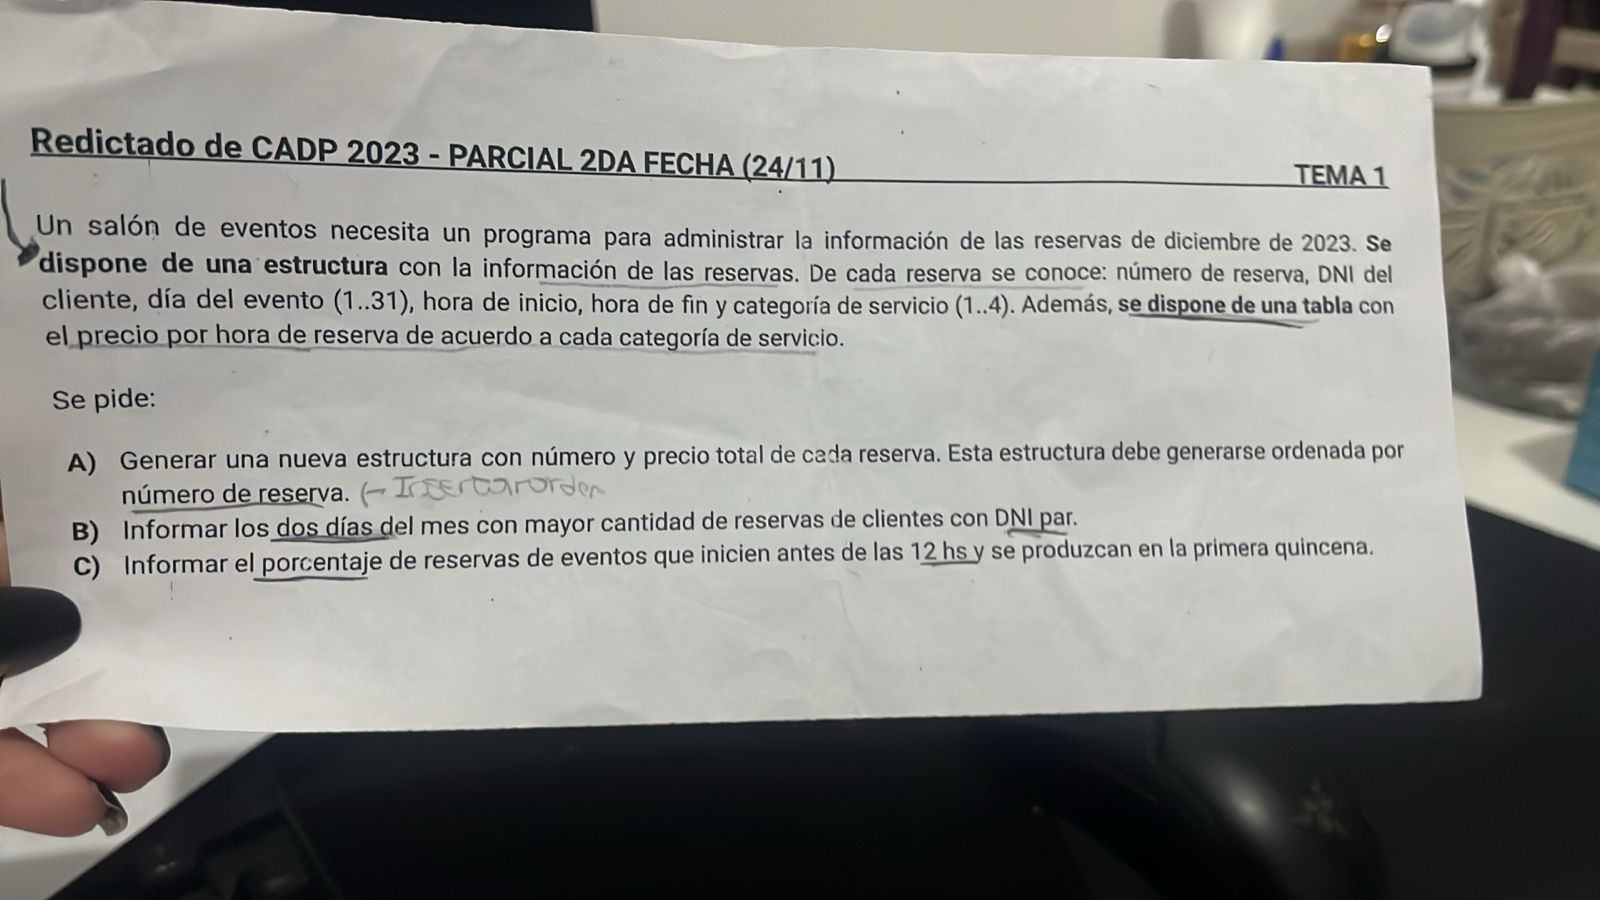 Redictado de CADP 2023 - PARCIAL 2DA FECHA (24/11)
TEMA 1
Un salón de eventos necesita un programa para administrar la información de las reservas de diciembre de 2023. Se
dispone de una estructura con la información de las reservas. De cada reserva se conoce: número de reserva, DNI del
cliente, día del evento (1..31), hora de inicio, hora de fin y categoría de servicio (1..4). Además, se dispone de una tabla con
el precio por hora de reserva de acuerdo a cada categoría de servicio.
Se pide:
A) Generar una nueva estructura con número y precio total de cada reserva. Esta estructura debe generarse ordenada por
número de reserva. ← Insertarorden
B) Informar los dos días del mes con mayor cantidad de reservas de clientes con DNI par.
C) Informar el porcentaje de reservas de eventos que inicien antes de las 12 hs y se produzcan en la primera quincena.